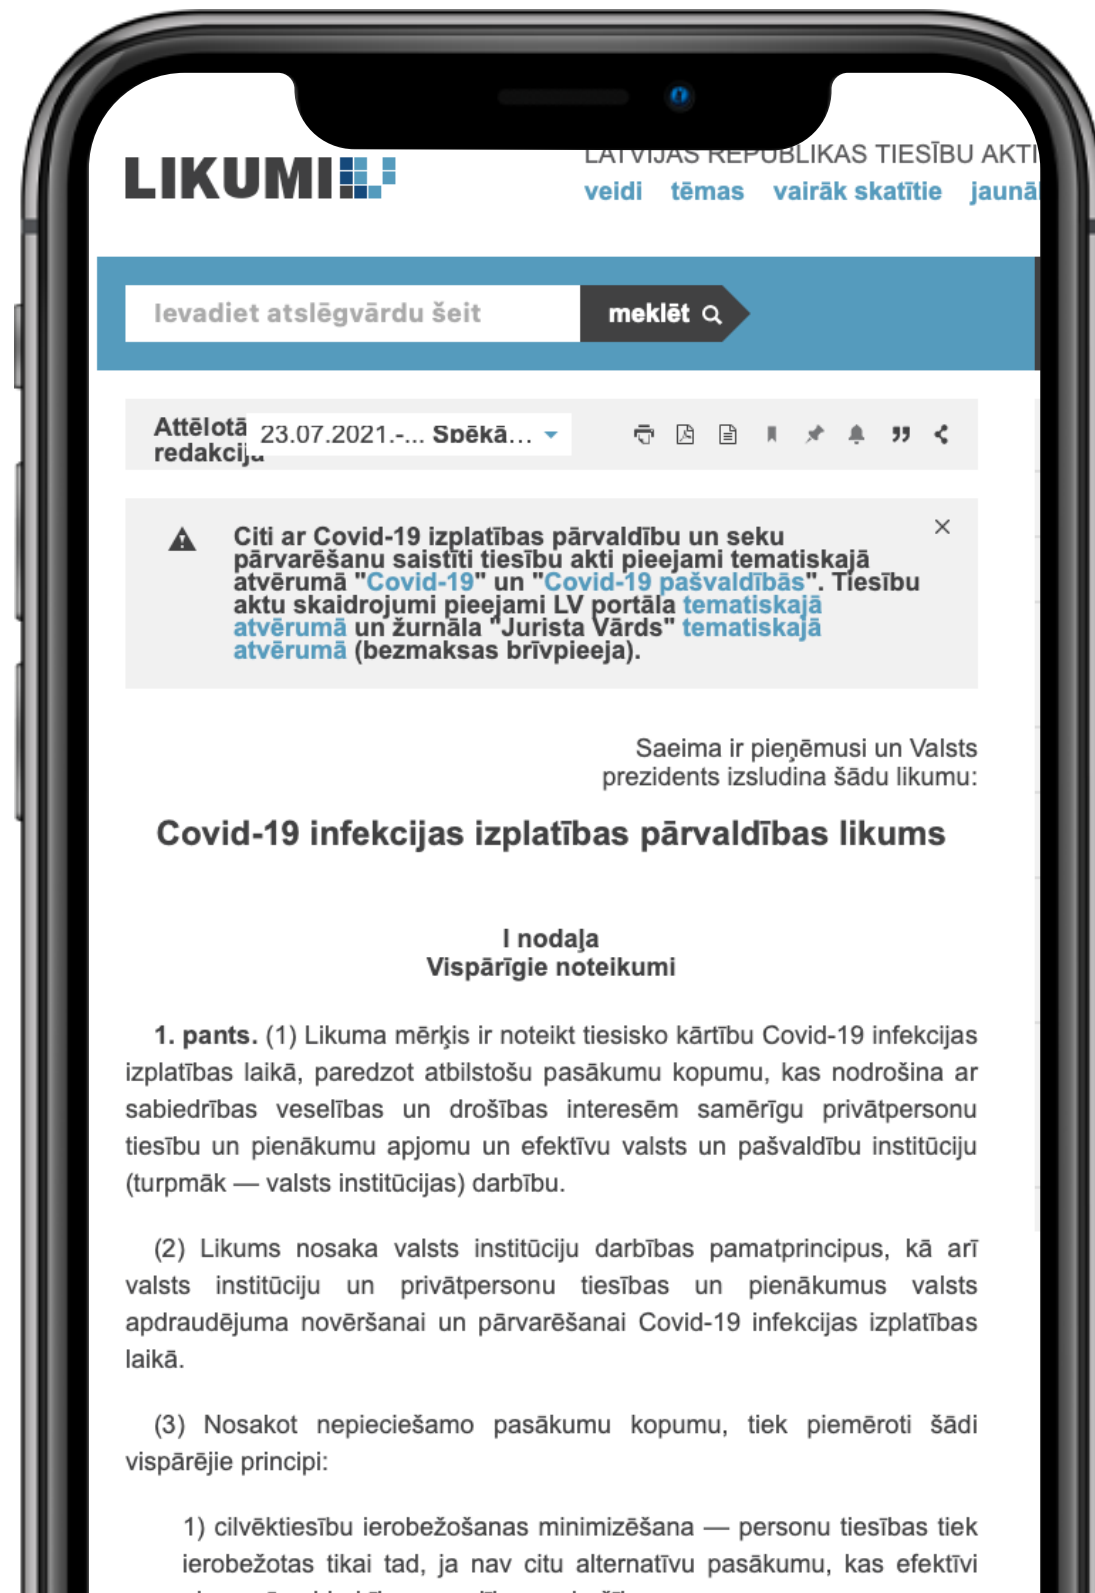 LIKUMI
LATVIJAS REPUBLIKAS TIESĪBU AKTI
veidi tēmas vairāk skatītie
Ievadiet atslēgvārdu šeit
meklēt
Attēlotā
redakcija
23.07.2021.-... Spēkā...
Citi ar Covid-19 izplatības pārvaldību un seku
pārvarēšanu saistīti tiesību akti pieejami tematiskajā
atvērumā "Covid-19" un "Covid-19 pašvaldībās". Tiesību
aktu skaidrojumi pieejami LV portāla tematiskajā
atvērumā un žurnāla "Jurista Vārds" tematiskajā
atvērumā (bezmaksas brīvpieeja).
Saeima ir pieņēmusi un Valsts
prezidents izsludina šādu likumu:
Covid-19 infekcijas izplatības pārvaldības likums
I nodaļa
Vispārīgie noteikumi
1. pants. (1) Likuma mērķis ir noteikt tiesisko kārtību Covid-19 infekcijas
izplatības laikā, paredzot atbilstošu pasākumu kopumu, kas nodrošina ar
sabiedrības veselības un drošības interesēm samērīgu privātpersonu
tiesību un pienākumu apjomu un efektīvu valsts un pašvaldību institūciju
(turpmāk — valsts institūcijas) darbību.
(2) Likums nosaka valsts institūciju darbības pamatprincipus, kā arī
valsts institūciju un privātpersonu tiesības un pienākumus valsts
apdraudējuma novēršanai un pārvarēšanai Covid-19 infekcijas izplatības
laikā.
(3) Nosakot nepieciešamo pasākumu kopumu, tiek piemēroti šādi
vispārējie principi:
1) cilvēktiesību ierobežošanas minimizēšana — personu tiesības tiek
ierobežotas tikai tad, ja nav citu alternatīvu pasākumu, kas efektīvi